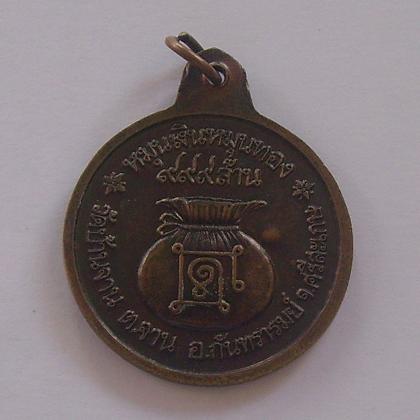 หมุนเงินหมุนทอง
๙๙๙ล้าน
วัดบ้านจาน ต.จาน อ.กันทรารมย์ จ.ศรีสะเกษ